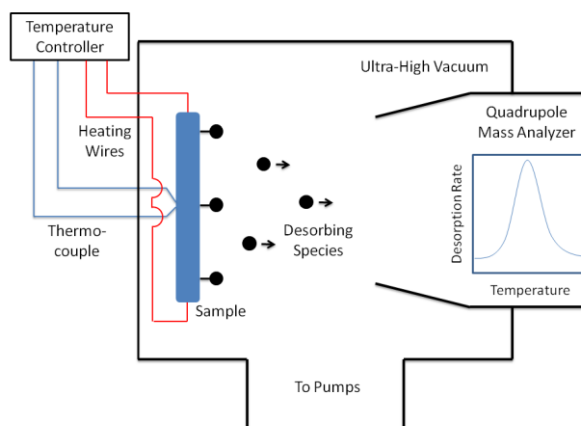 Temperature
Controller
Ultra-High Vacuum
Quadrupole
Mass Analyzer
Heating
Wires
Desorption Rate
Thermo-
couple
Desorbing
Species
Temperature
Sample
To Pumps